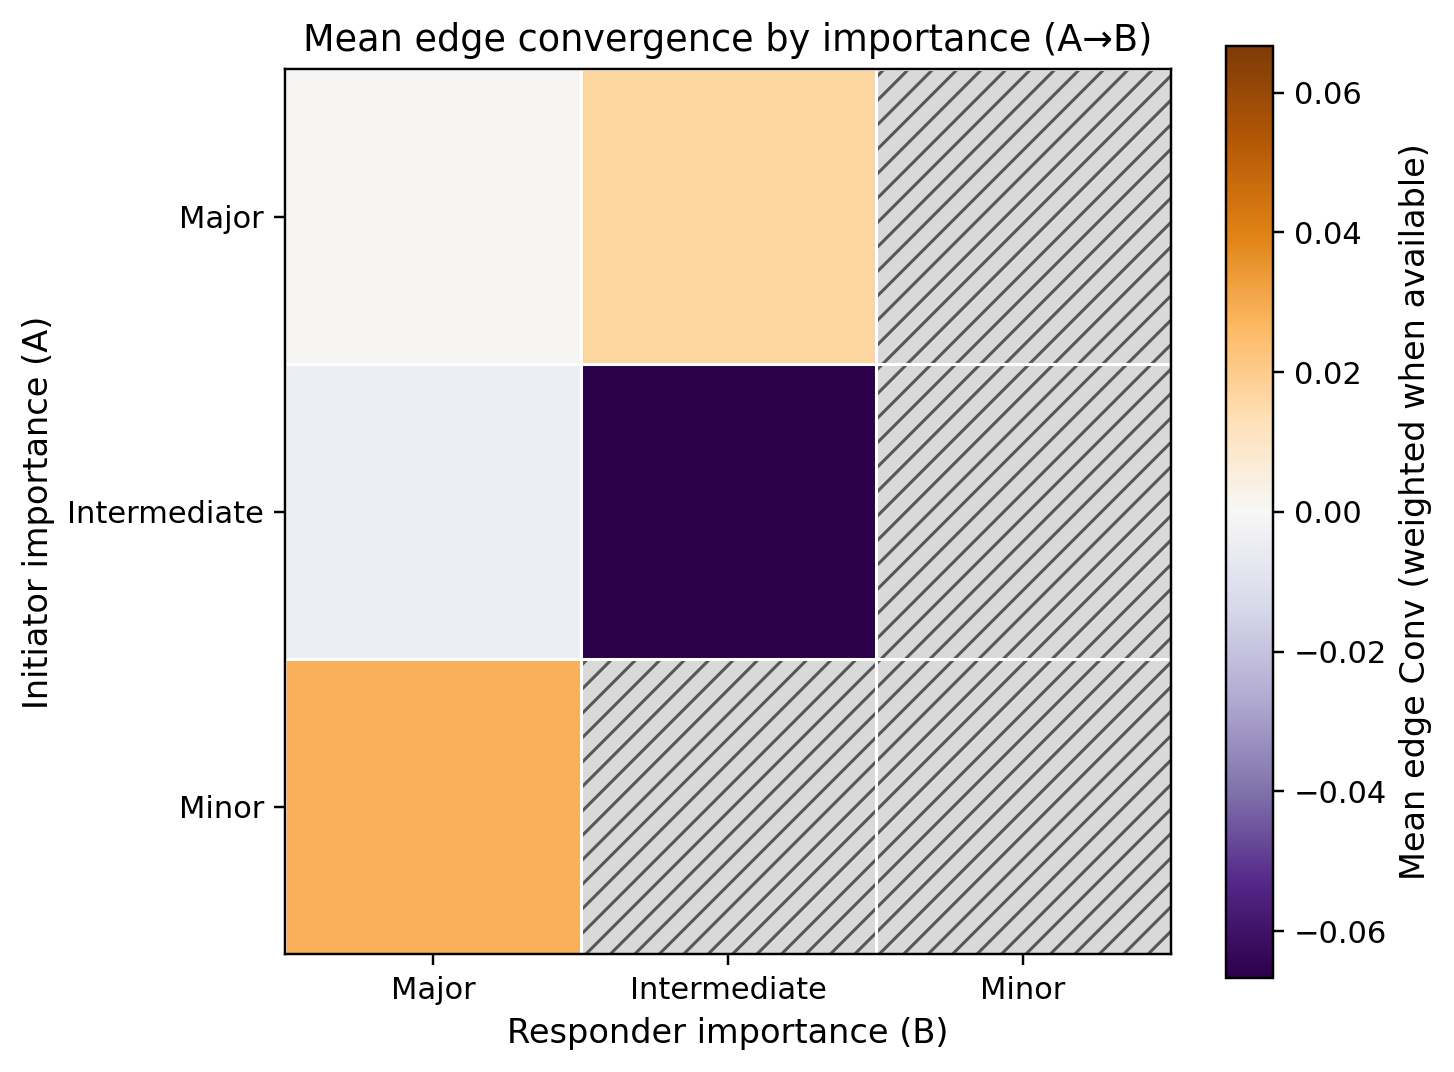 Mean edge convergence by importance (A→B)
Initiator importance (A)
Major
Intermediate
Minor
Major
Intermediate
Minor
Responder importance (B)
0.06
0.04
0.02
0.00
−0.02
−0.04
−0.06
Mean edge Conv (weighted when available)